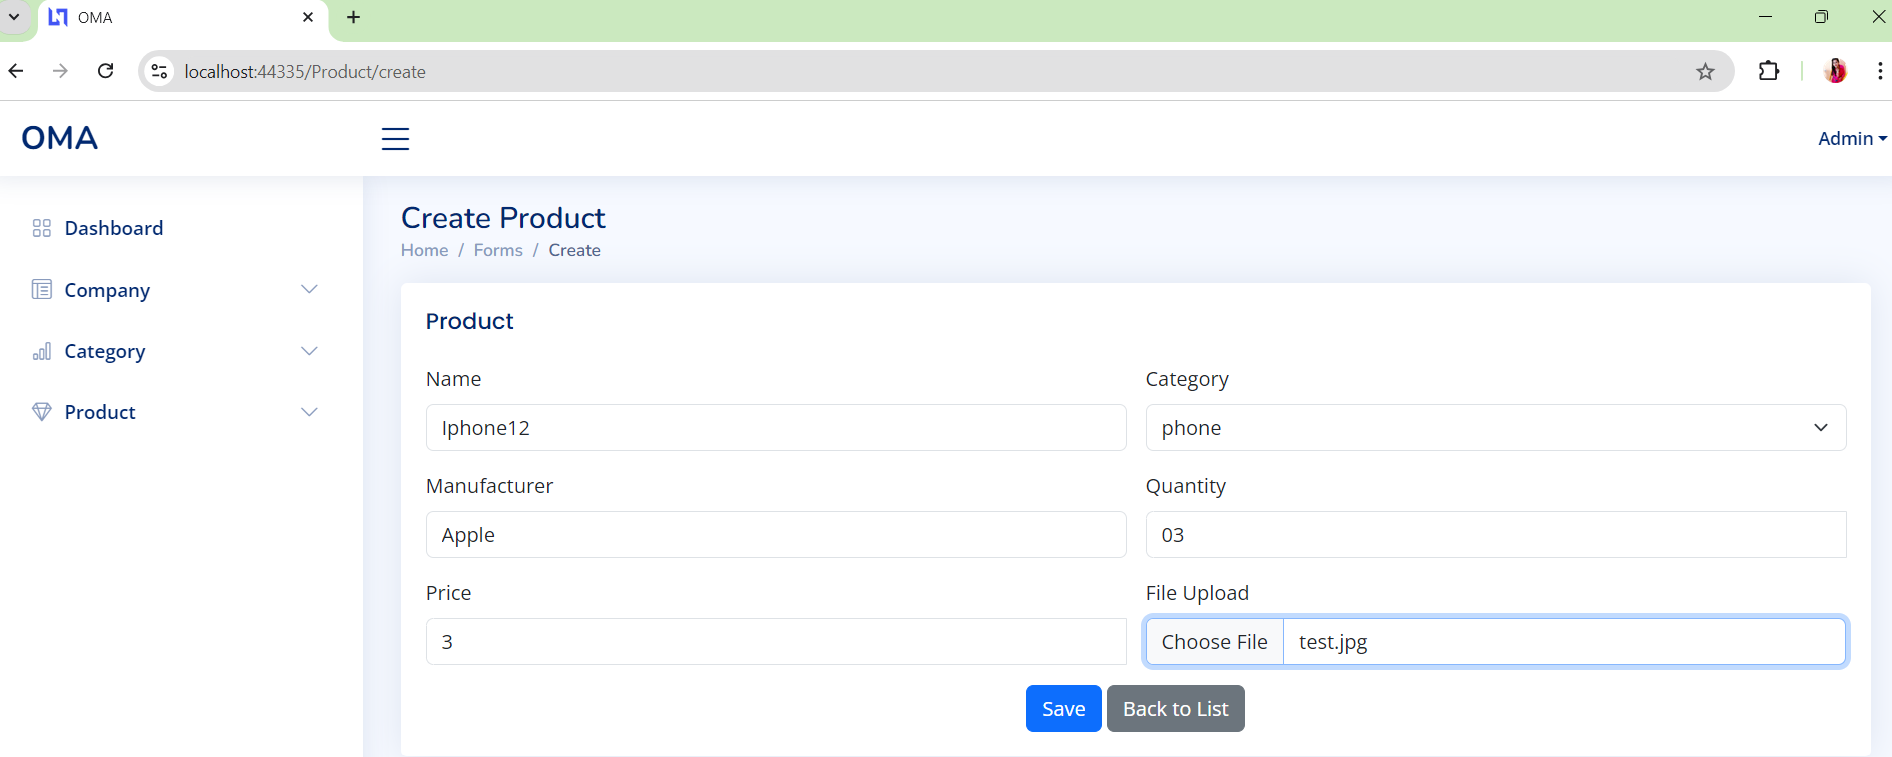 OMA
localhost:44335/Product/create
OMA
Admin
Dashboard
Company
Category
Product
Create Product
Home / Forms / Create
Product
Name
Category
Iphone12
phone
Manufacturer
Quantity
Apple
03
Price
File Upload
3
Choose File test.jpg
Save
Back to List